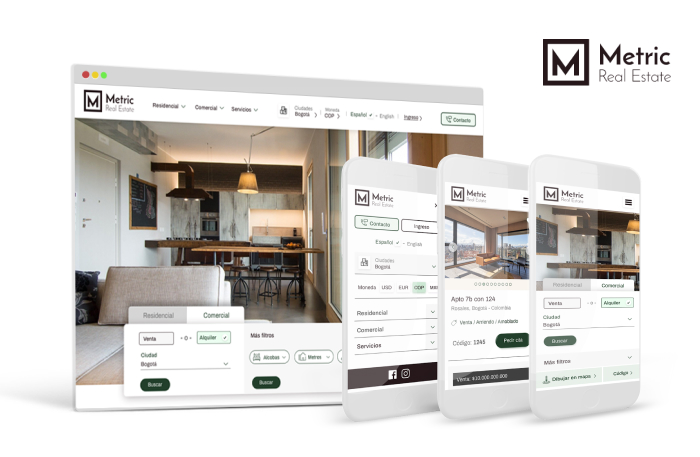 Metric
Real Estate
Metric
Real Estate
Residencial
Comercial
Servicios
Ciudades
Bogotá
Moneda
COP
Español - English
Ingreso
Contacto
Residencial
Comercial
Venta
- O -
Alquiler
Ciudad
Bogotá
Buscar
Más filtros
Alcobas
Metros
Buscar
Metric
Real Estate
Contacto
Ingreso
Español - English
Ciudades
Bogotá
Moneda USD EUR COP
Residencial
Comercial
Servicios
Metric
Real Estate
Apto 7b con 124
Rosales, Bogotá - Colombia
Venta / Arriendo / Amoblado
Código: 1245
Pedir cita
Venta: $10.000.000.000
Metric
Real Estate
Residencial
Comercial
Venta
- O -
Alquiler
Ciudad
Bogotá
Buscar
Más filtros
Dibujar en mapa
Código